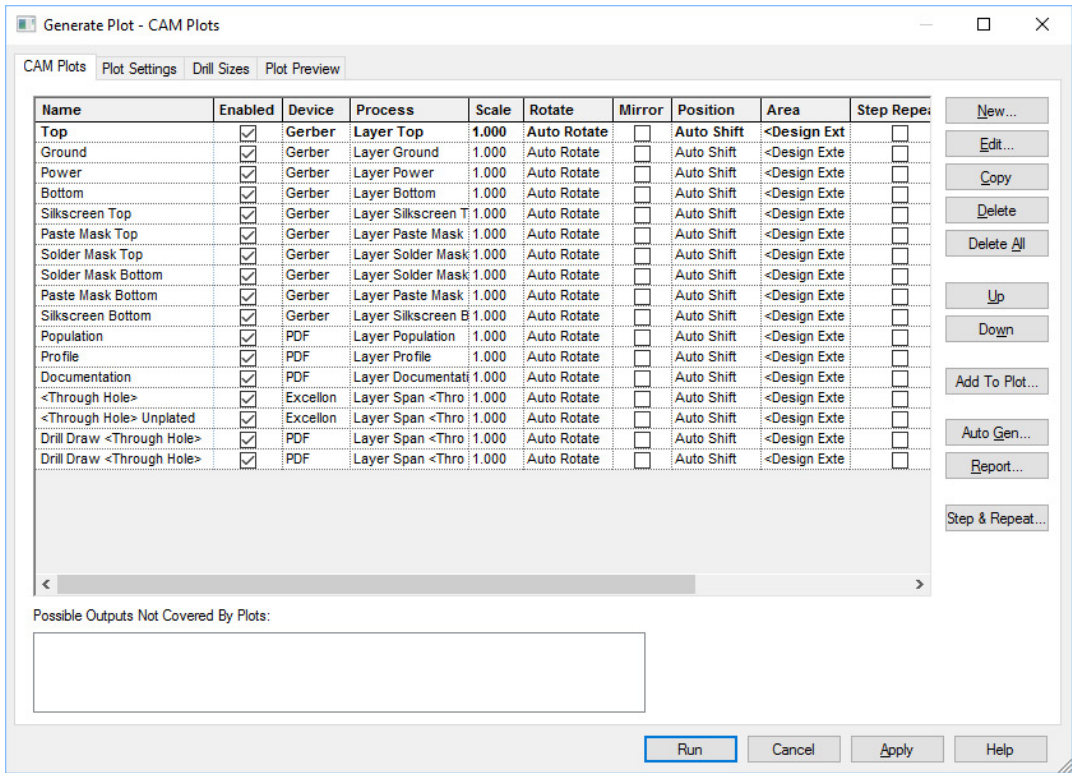 Generate Plot - CAM Plots
CAM Plots Plot Settings Drill Sizes Plot Preview
Name Enabled Device Process Scale Rotate Mirror Position Area Step Repea
Top Gerber Layer Top 1.000 Auto Rotate Auto Shift <Design Ext
Ground Gerber Layer Ground 1.000 Auto Rotate Auto Shift <Design Exte
Power Gerber Layer Power 1.000 Auto Rotate Auto Shift <Design Exte
Bottom Gerber Layer Bottom 1.000 Auto Rotate Auto Shift <Design Exte
Silkscreen Top Gerber Layer Silkscreen T 1.000 Auto Rotate Auto Shift <Design Exte
Paste Mask Top Gerber Layer Paste Mask 1.000 Auto Rotate Auto Shift <Design Exte
Solder Mask Top Gerber Layer Solder Mask 1.000 Auto Rotate Auto Shift <Design Exte
Solder Mask Bottom Gerber Layer Solder Mask 1.000 Auto Rotate Auto Shift <Design Exte
Paste Mask Bottom Gerber Layer Paste Mask 1.000 Auto Rotate Auto Shift <Design Exte
Silkscreen Bottom Gerber Layer Silkscreen B 1.000 Auto Rotate Auto Shift <Design Exte
Population PDF Layer Population 1.000 Auto Rotate Auto Shift <Design Exte
Profile PDF Layer Profile 1.000 Auto Rotate Auto Shift <Design Exte
Documentation PDF Layer Documentati 1.000 Auto Rotate Auto Shift <Design Exte
<Through Hole> Excellon Layer Span <Thro 1.000 Auto Rotate Auto Shift <Design Exte
<Through Hole> Unplated Excellon Layer Span <Thro 1.000 Auto Rotate Auto Shift <Design Exte
Drill Draw <Through Hole> PDF Layer Span <Thro 1.000 Auto Rotate Auto Shift <Design Exte
Drill Draw <Through Hole> PDF Layer Span <Thro 1.000 Auto Rotate Auto Shift <Design Exte
New...
Edit...
Copy
Delete
Delete All
Up
Down
Add To Plot...
Auto Gen...
Report...
Step & Repeat...
Possible Outputs Not Covered By Plots:
Run Cancel Apply Help